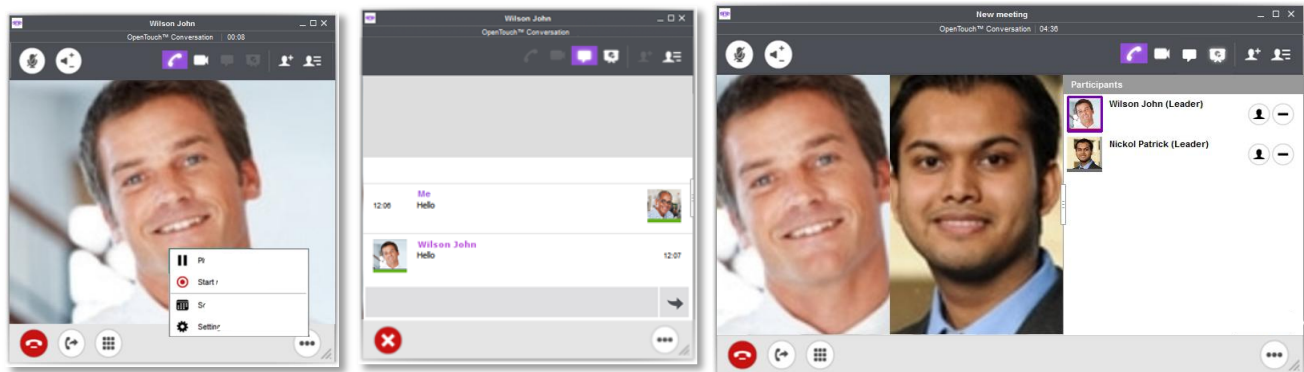 Wilson John
OpenTouch™ Conversation | 00:08
Pl
Start r
Sr
Setting
Wilson John
OpenTouch™ Conversation
Me
12:06 Hello
Wilson John
Hello 12:07
New meeting
OpenTouch™ Conversation | 04:36
Participants
Wilson John (Leader)
Nickol Patrick (Leader)